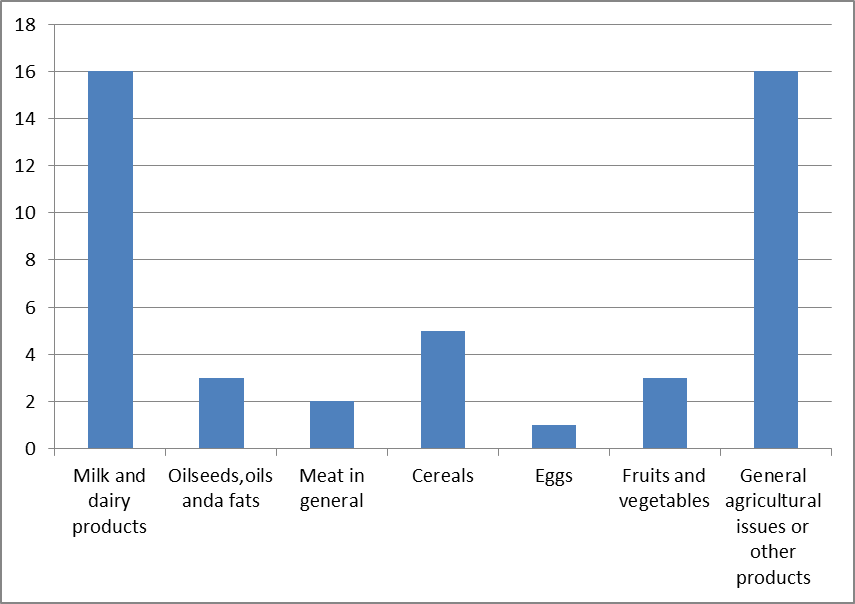 18
16
14
12
10
8
6
4
2
0
Milk and
dairy
products
Oilseeds,oils
anda fats
Meat in
general
Cereals
Eggs
Fruits and
vegetables
General
agricultural
issues or
other
products